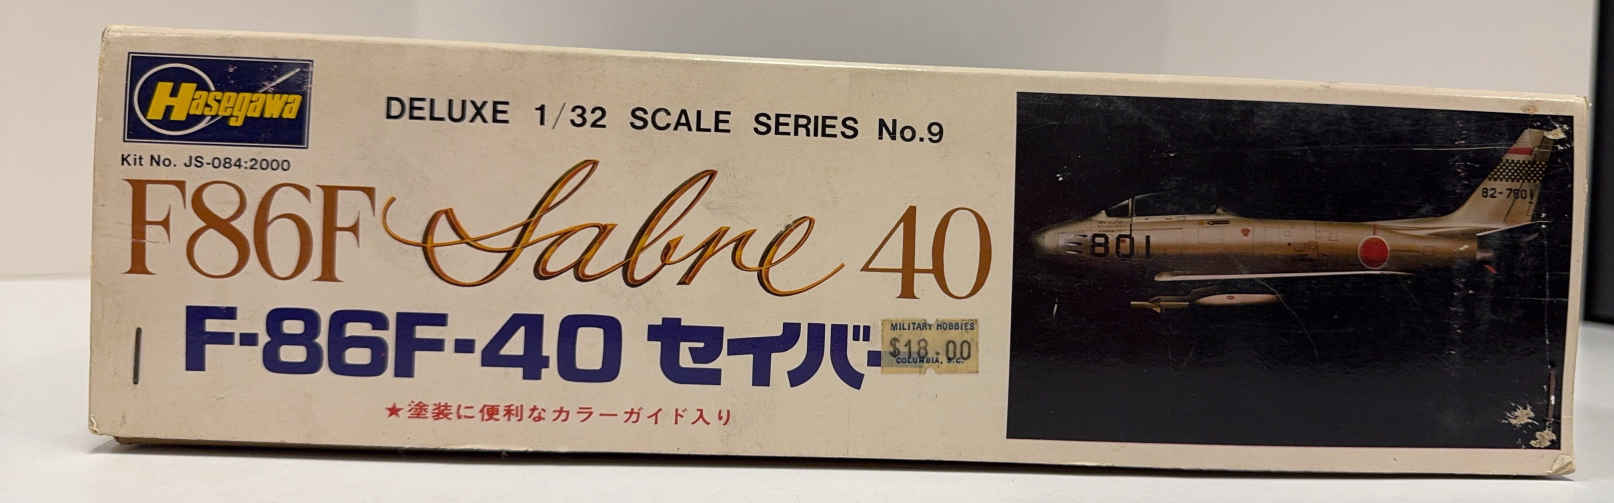 Hasegawa
Kit No. JS-084:2000
DELUXE 1/32 SCALE SERIES No.9
F86F Sabre 40
F-86F-40 セイバー
MILITARY HOBBIES
$18.00
COLUMBIA, S.C.
★塗装に便利なカラーガイド入り
82-7801
801